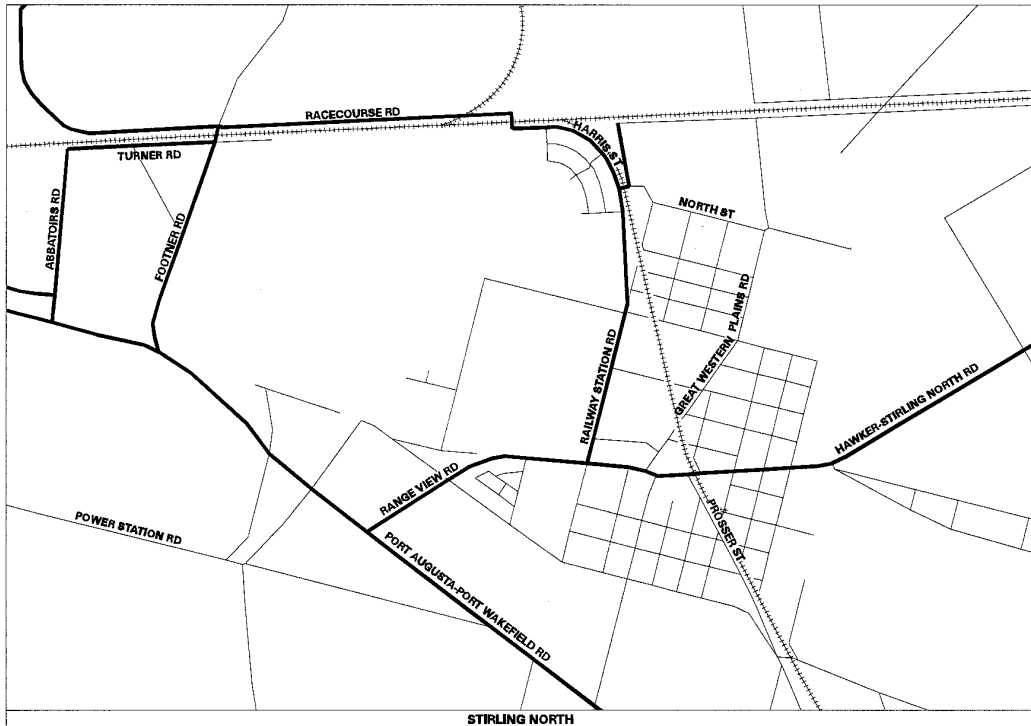 RACECOURSE RD
HARRIS ST
TURNER RD
ABBATOIRS RD
FOOTNER RD
NORTH ST
GREAT WESTERN PLAINS RD
RAILWAY STATION RD
HAWKER-STIRLING NORTH RD
RANGE VIEW RD
POWER STATION RD
PROSSER ST
PORT AUGUSTA-PORT WAKEFIELD RD
STIRLING NORTH